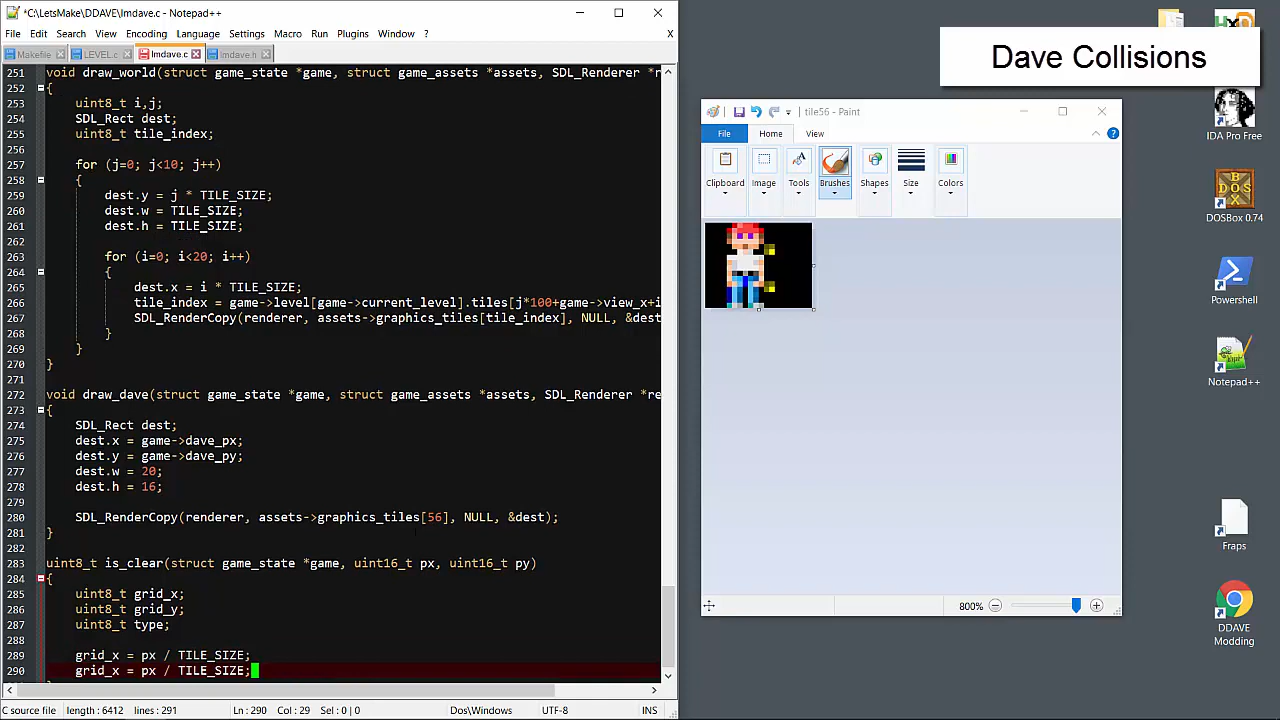 *C:\LetsMake\DDAVE\lmdave.c - Notepad++
File Edit Search View Encoding Language Settings Macro Run Plugins Window ? X
Makefile LEVEL.c lmdave.c lmdave.h
251 void draw_world(struct game_state *game, struct game_assets *assets, SDL_Renderer *r
252 {
253 uint8_t i,j;
254 SDL_Rect dest;
255 uint8_t tile_index;
256
257 for (j=0; j<10; j++)
258 {
259 dest.y = j * TILE_SIZE;
260 dest.w = TILE_SIZE;
261 dest.h = TILE_SIZE;
262
263 for (i=0; i<20; i++)
264 {
265 dest.x = i * TILE_SIZE;
266 tile_index = game->level[game->current_level].tiles[j*100+game->view_x+i
267 SDL_RenderCopy(renderer, assets->graphics_tiles[tile_index], NULL, &dest
268 }
269 }
270 }
271
272 void draw_dave(struct game_state *game, struct game_assets *assets, SDL_Renderer *re
273 {
274 SDL_Rect dest;
275 dest.x = game->dave_px;
276 dest.y = game->dave_py;
277 dest.w = 20;
278 dest.h = 16;
279
280 SDL_RenderCopy(renderer, assets->graphics_tiles[56], NULL, &dest);
281 }
282
283 uint8_t is_clear(struct game_state *game, uint16_t px, uint16_t py)
284 {
285 uint8_t grid_x;
286 uint8_t grid_y;
287 uint8_t type;
288
289 grid_x = px / TILE_SIZE;
290 grid_x = px / TILE_SIZE;
C source file length : 6412 lines : 291 Ln : 290 Col : 29 Sel : 0 | 0 Dos\Windows UTF-8 INS
Dave Collisions
tile56 - Paint
File Home View
Clipboard Image Tools Brushes Shapes Size Colors
800%
HxD
IDA Pro Free
DOSBox 0.74
Powershell
Notepad++
Fraps
DDAVE
Modding